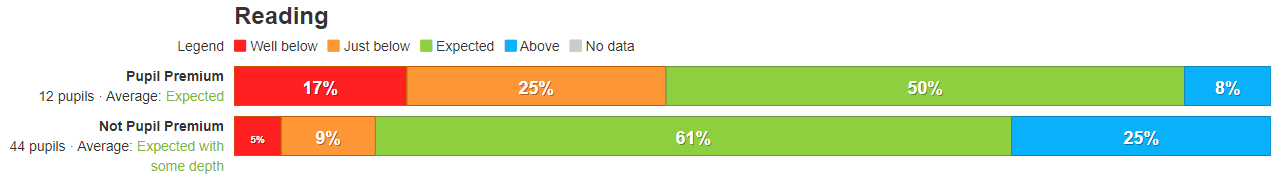 Reading
Legend Well below Just below Expected Above No data
Pupil Premium
12 pupils · Average: Expected
17% 25% 50% 8%
Not Pupil Premium
44 pupils · Average: Expected with
some depth
5% 9% 61% 25%